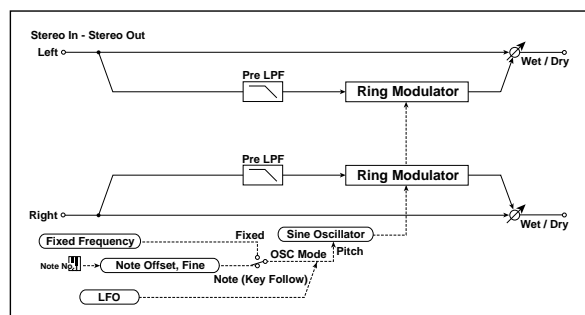 Stereo In - Stereo Out
Left
Wet / Dry
Pre LPF
Ring Modulator
Pre LPF
Ring Modulator
Right
Wet / Dry
Fixed Frequency
Fixed
Sine Oscillator
OSC Mode
Pitch
Note No.
Note Offset, Fine
Note (Key Follow)
LFO